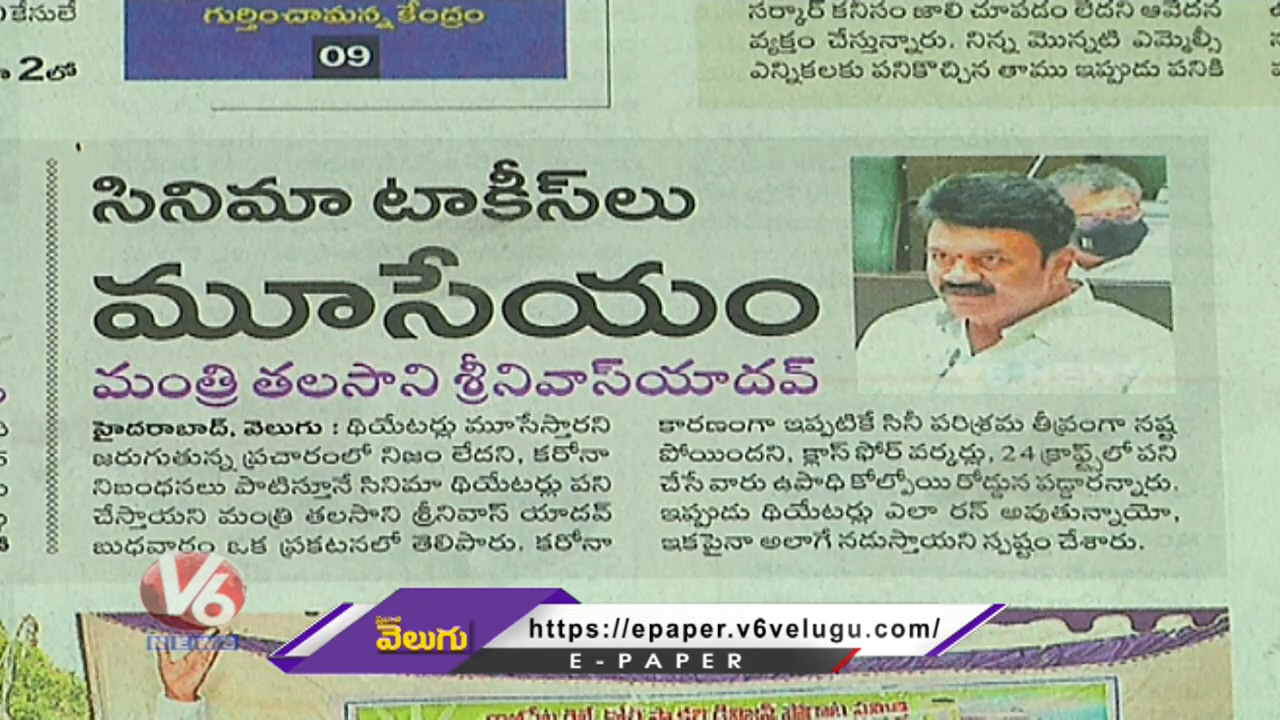 కేసులే
2లో
గుర్తించామన్న కేంద్రం
09
సర్కార్ కనీసం జాలి చూపడం లేదని ఆవేదన
వ్యక్తం చేస్తున్నారు. నిన్న మొన్నటి ఎమ్మెల్సీ
ఎన్నికలకు పనికొచ్చిన తాము ఇప్పుడు పనికి
సినిమా టాకీస్‌లు
మూసేయం
మంత్రి తలసాని శ్రీనివాస్‌యాదవ్
హైదరాబాద్, వెలుగు : థియేటర్లు మూసేస్తారని
జరుగుతున్న ప్రచారంలో నిజం లేదని, కరోనా
నిబంధనలు పాటిస్తూనే సినిమా థియేటర్లు పని
చేస్తాయని మంత్రి తలసాని శ్రీనివాస్ యాదవ్
బుధవారం ఒక ప్రకటనలో తెలిపారు. కరోనా
కారణంగా ఇప్పటికే సినీ పరిశ్రమ తీవ్రంగా నష్ట
పోయిందని, క్లాస్ ఫోర్ వర్కర్లు, 24 క్రాఫ్ట్స్‌లో పని
చేసే వారు ఉపాధి కోల్పోయి రోడ్డున పడ్డారన్నారు.
ఇప్పుడు థియేటర్లు ఎలా రన్ అవుతున్నాయో,
ఇకపైనా అలాగే నడుస్తాయని స్పష్టం చేశారు.
V6
NEWS
వెలుగు
https://epaper.v6velugu.com/
E-PAPER